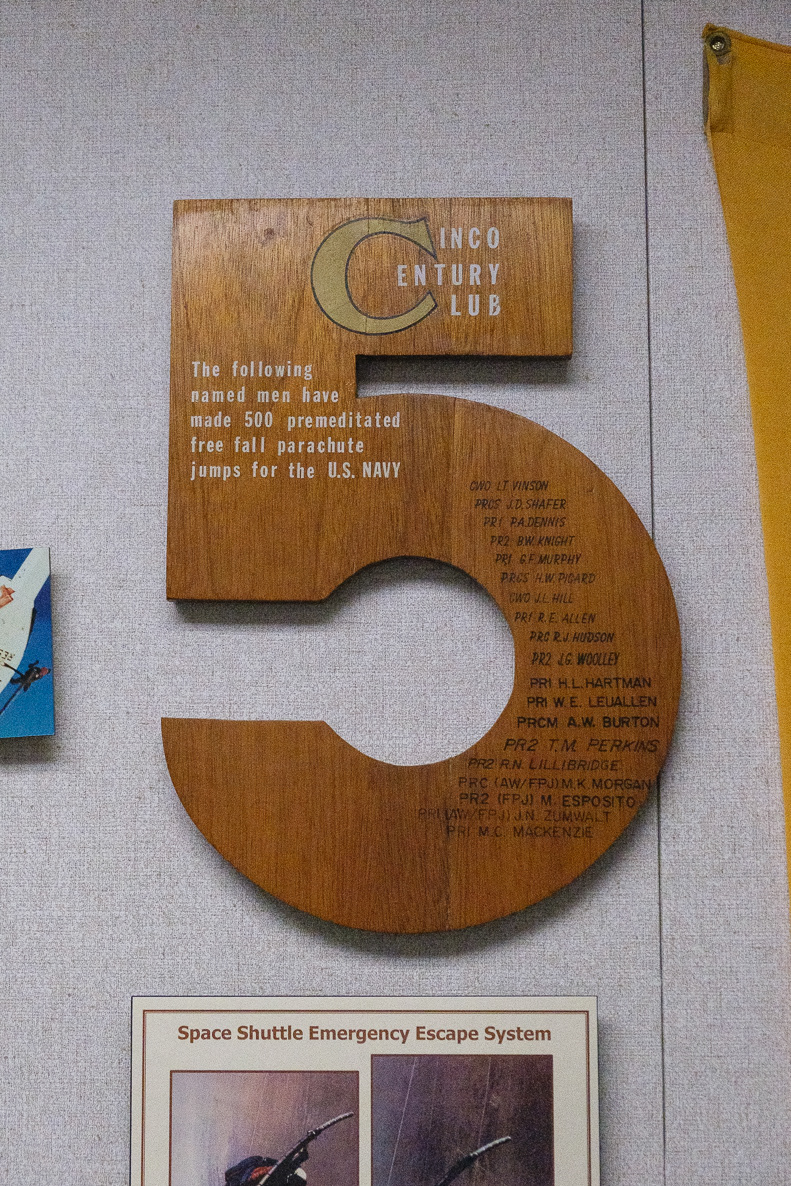 CINCO
CENTURY
CLUB
The following
named men have
made 500 premeditated
free fall parachute
jumps for the U.S. NAVY
CWO LT VINSON
PRCS J.D. SHAFER
PR1 P.A. DENNIS
PR2 B.W. KNIGHT
PR1 G.F. MURPHY
PRCS H.W. PICARD
CWO J.L. HILL
PR1 R.E. ALLEN
PRC R.J. HUDSON
PR2 J.G. WOOLLEY
PR1 H.L. HARTMAN
PR1 W.E. LEUALLEN
PRCM A.W. BURTON
PR2 T.M. PERKINS
PR2 R.N. LILLIBRIDGE
PRC (AW/FPJ) M.K. MORGAN
PR2 (FPJ) M. ESPOSITO
PR1 (AW/FPJ) J.N. ZUMWALT
PR1 M.C. MACKENZIE
Space Shuttle Emergency Escape System